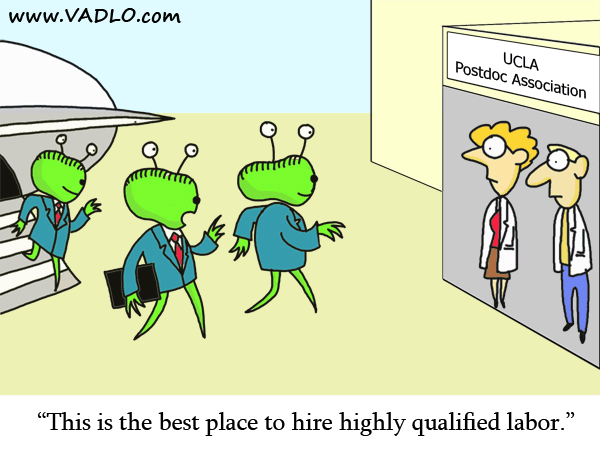 www.VADLO.com
UCLA
Postdoc Association
“This is the best place to hire highly qualified labor.”